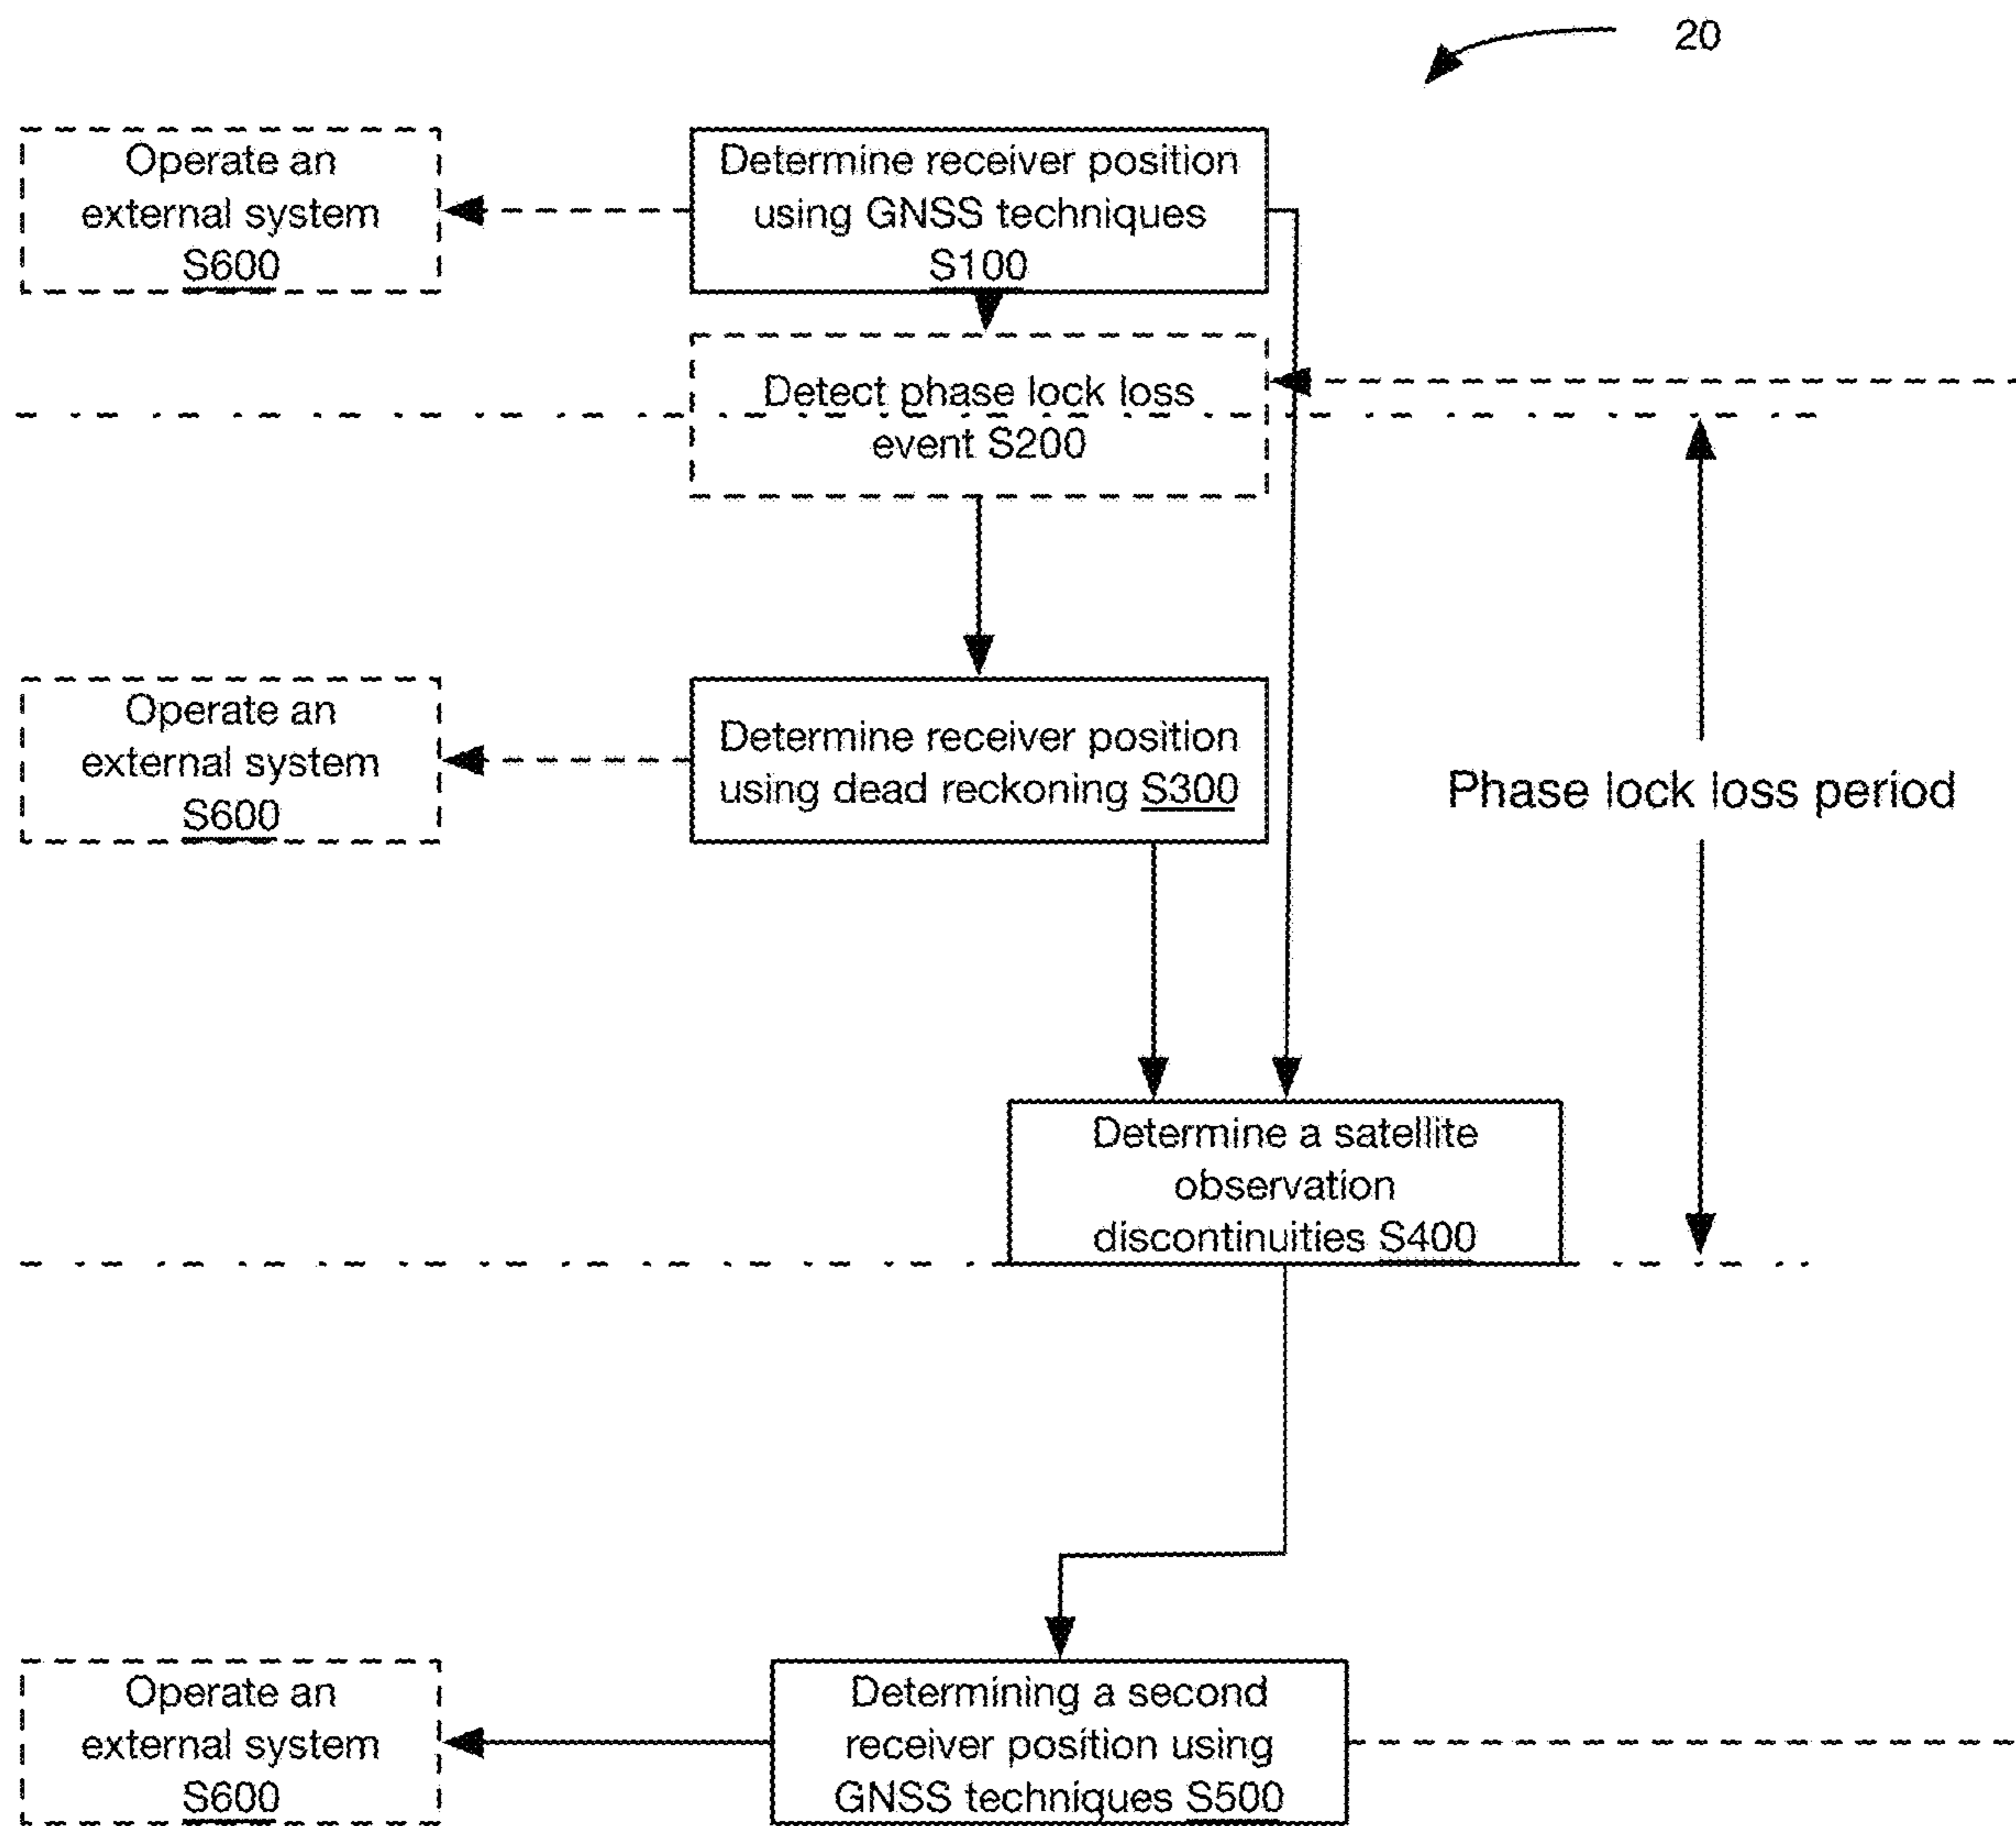 20
Operate an
external system
S600
Determine receiver position
using GNSS techniques
S100
Detect phase lock loss
event S200
Operate an
external system
S600
Determine receiver position
using dead reckoning S300
Phase lock loss period
Determine a satellite
observation
discontinuities S400
Operate an
external system
S600
Determining a second
receiver position using
GNSS techniques S500